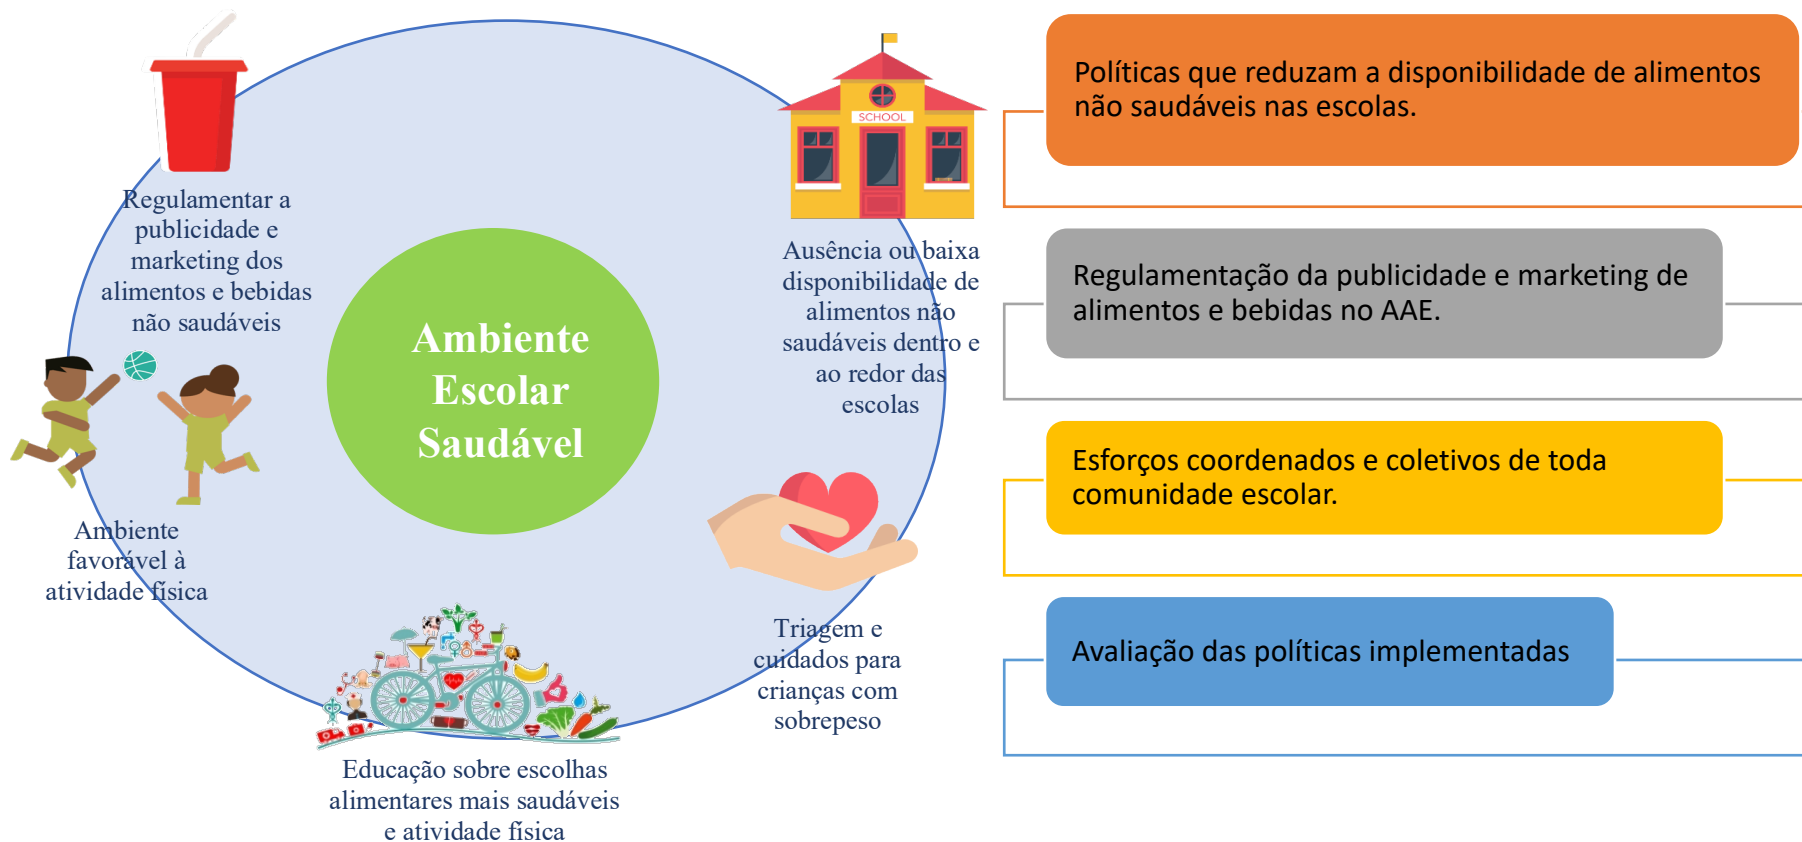 Regulamentar a
publicidade e
marketing dos
alimentos e bebidas
não saudáveis
SCHOOL
Ausência ou baixa
disponibilidade de
alimentos não
saudáveis dentro e
ao redor das
escolas
Ambiente
Escolar
Saudável
Ambiente
favorável à
atividade física
Triagem e
cuidados para
crianças com
sobrepeso
Educação sobre escolhas
alimentares mais saudáveis
e atividade física
Políticas que reduzam a disponibilidade de alimentos
não saudáveis nas escolas.
Regulamentação da publicidade e marketing de
alimentos e bebidas no AAE.
Esforços coordenados e coletivos de toda
comunidade escolar.
Avaliação das políticas implementadas